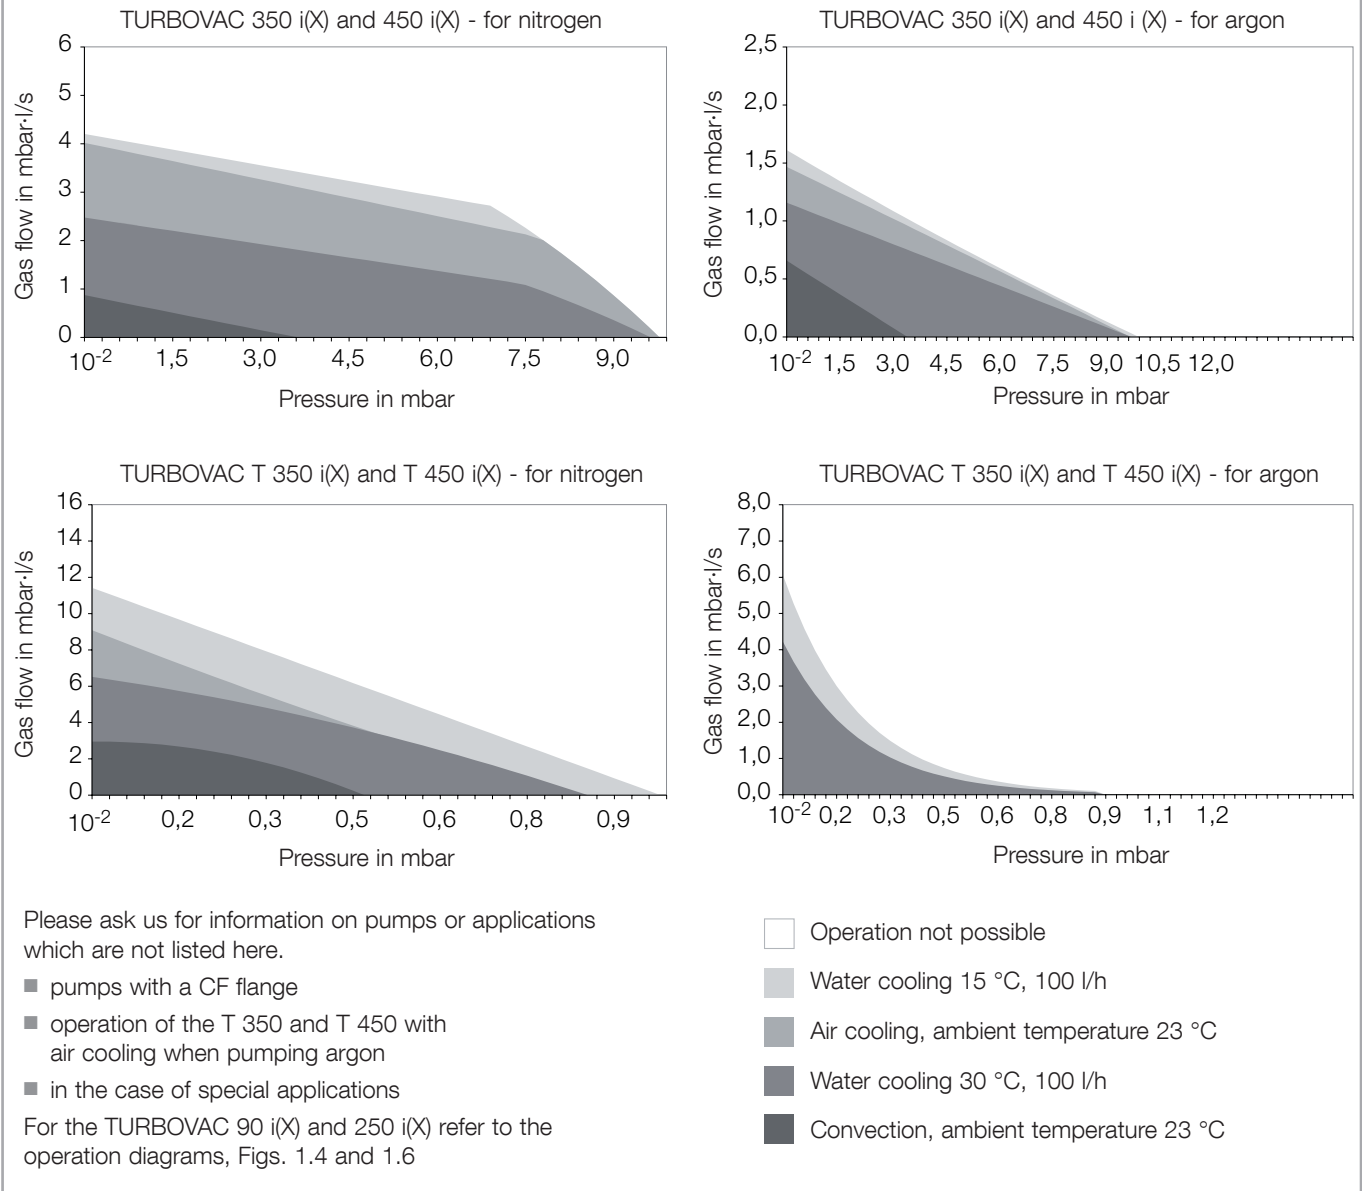 TURBOVAC 350 i(X) and 450 i(X) - for nitrogen
Gas flow in mbar·l/s
6
5
4
3
2
1
0
10-2 1,5 3,0 4,5 6,0 7,5 9,0
Pressure in mbar
TURBOVAC 350 i(X) and 450 i (X) - for argon
Gas flow in mbar·l/s
2,5
2,0
1,5
1,0
0,5
0,0
10-2 1,5 3,0 4,5 6,0 7,5 9,0 10,5 12,0
Pressure in mbar
TURBOVAC T 350 i(X) and T 450 i(X) - for nitrogen
Gas flow in mbar·l/s
16
14
12
10
8
6
4
2
0
10-2 0,2 0,3 0,5 0,6 0,8 0,9
Pressure in mbar
TURBOVAC T 350 i(X) and T 450 i(X) - for argon
Gas flow in mbar·l/s
8,0
7,0
6,0
5,0
4,0
3,0
2,0
1,0
0,0
10-2 0,2 0,3 0,5 0,6 0,8 0,9 1,1 1,2
Pressure in mbar
Please ask us for information on pumps or applications
which are not listed here.
■ pumps with a CF flange
■ operation of the T 350 and T 450 with
air cooling when pumping argon
■ in the case of special applications
For the TURBOVAC 90 i(X) and 250 i(X) refer to the
operation diagrams, Figs. 1.4 and 1.6
Operation not possible
Water cooling 15 °C, 100 l/h
Air cooling, ambient temperature 23 °C
Water cooling 30 °C, 100 l/h
Convection, ambient temperature 23 °C